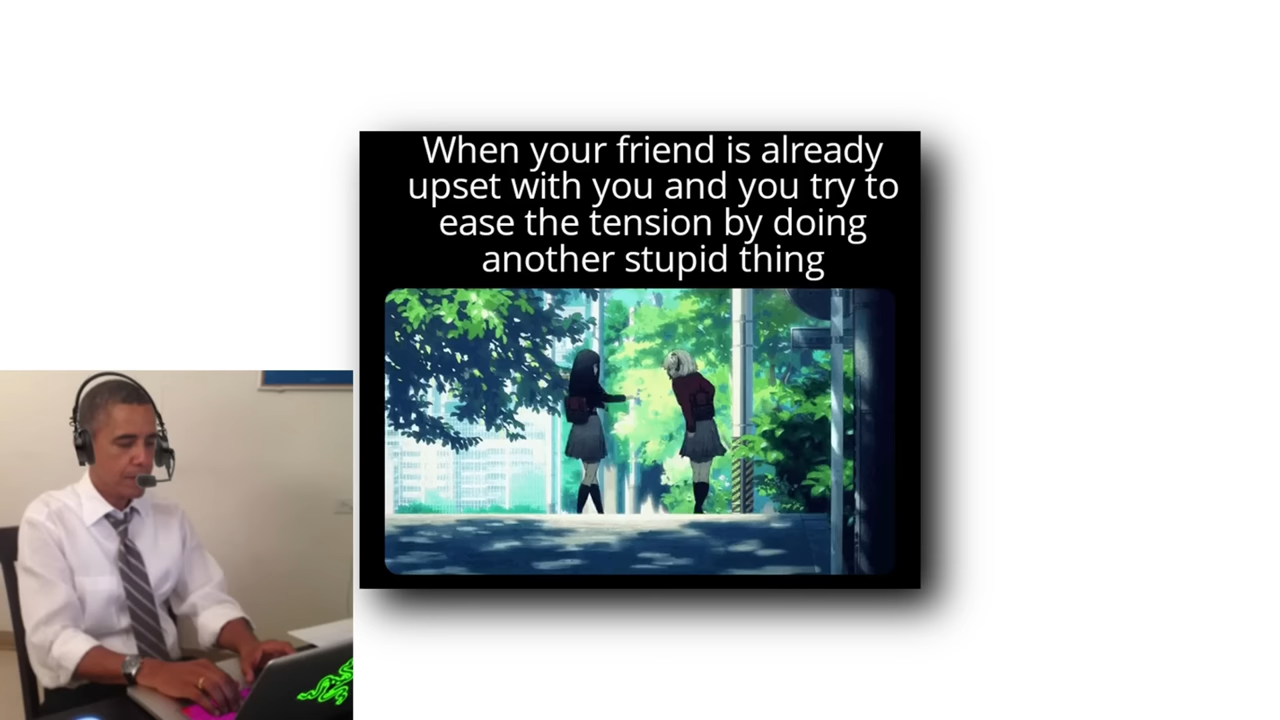 When your friend is already
upset with you and you try to
ease the tension by doing
another stupid thing